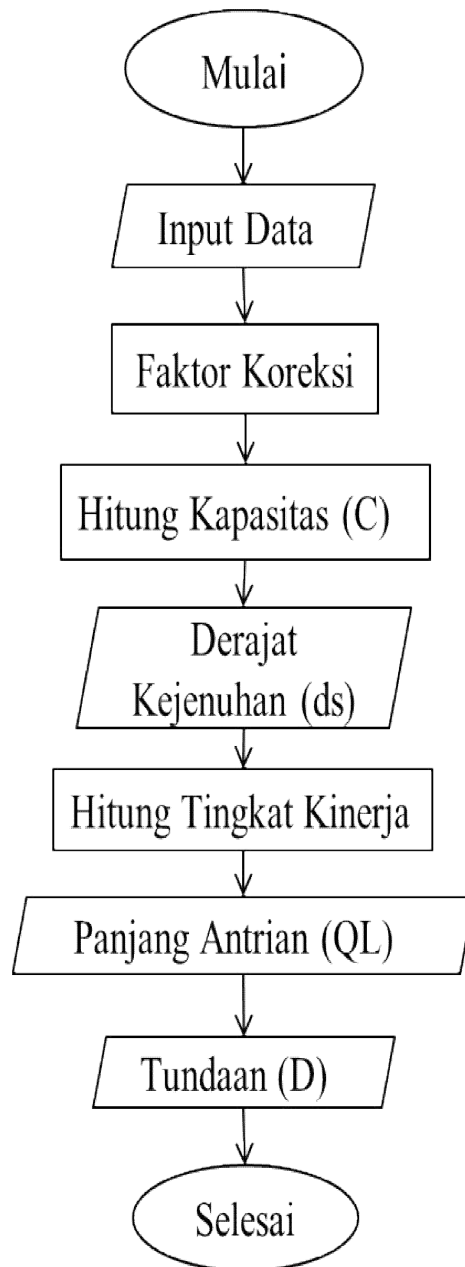 Mulai
Input Data
Faktor Koreksi
Hitung Kapasitas (C)
Derajat
Kejenuhan (ds)
Hitung Tingkat Kinerja
Panjang Antrian (QL)
Tundaan (D)
Selesai